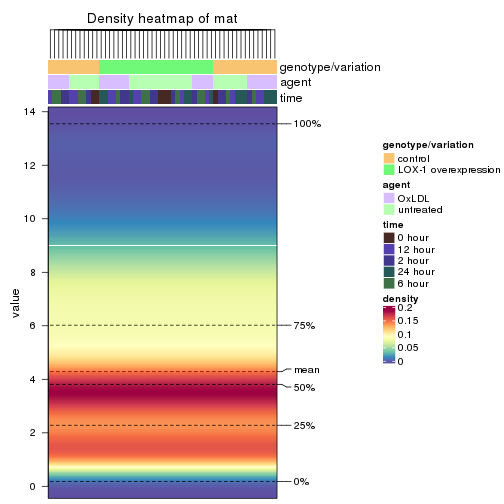 Density heatmap of mat
genotype/variation
agent
time
14
12
10
8
6
4
2
0
value
100%
75%
mean
50%
25%
0%
genotype/variation
control
LOX-1 overexpression
agent
OxLDL
untreated
time
0 hour
12 hour
2 hour
24 hour
6 hour
density
0.2
0.15
0.1
0.05
0